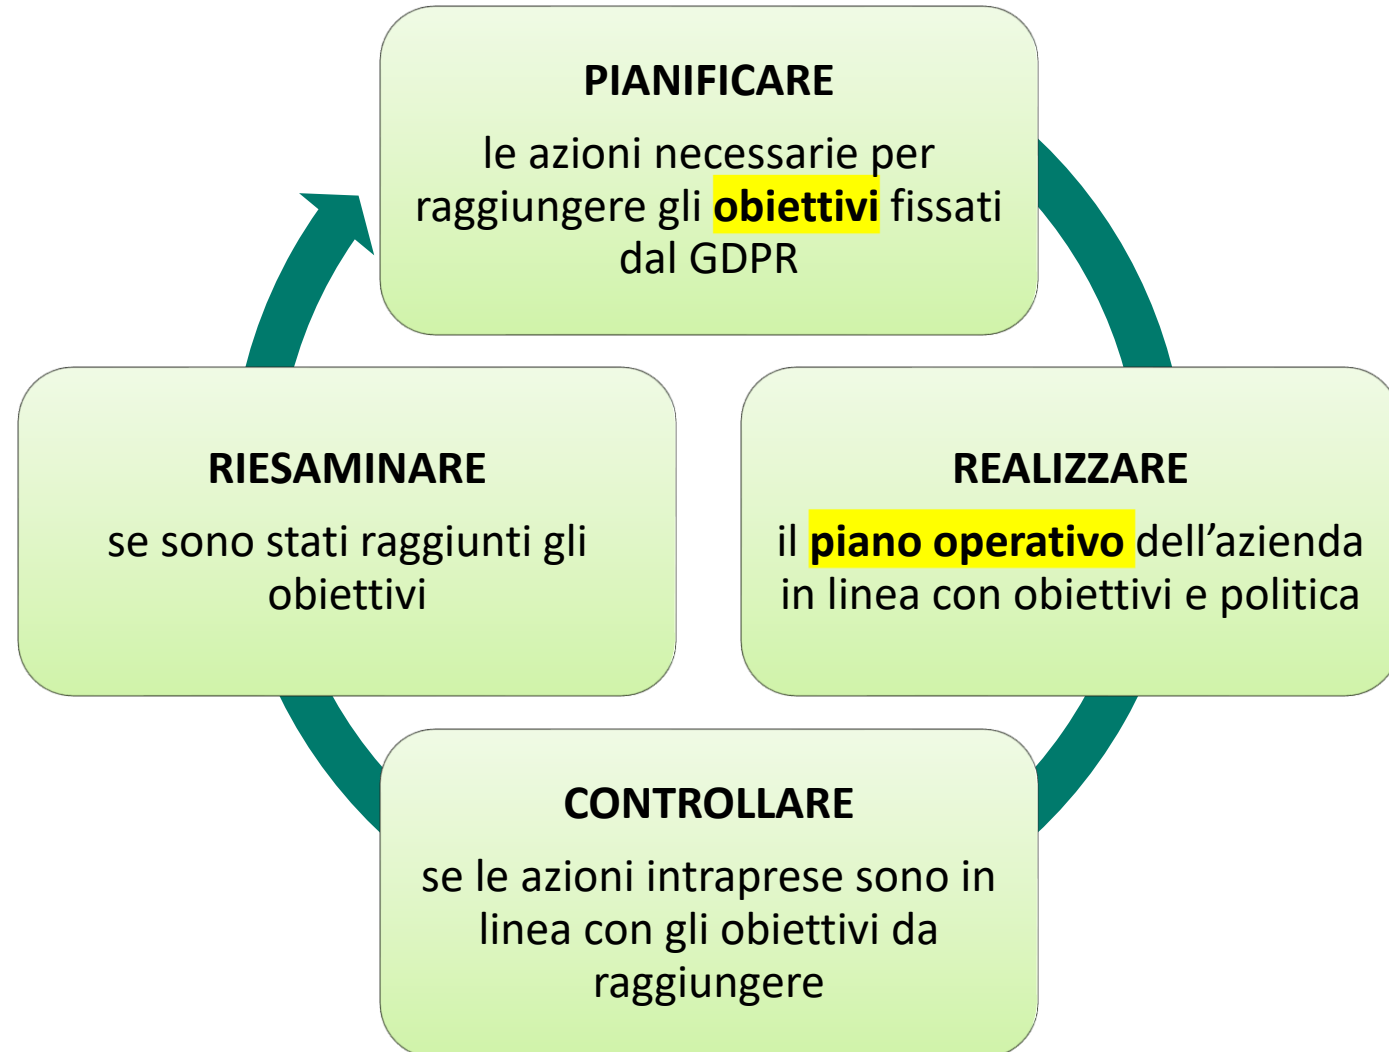 PIANIFICARE
le azioni necessarie per
raggiungere gli obiettivi fissati
dal GDPR
RIESAMINARE
se sono stati raggiunti gli
obiettivi
REALIZZARE
il piano operativo dell’azienda
in linea con obiettivi e politica
CONTROLLARE
se le azioni intraprese sono in
linea con gli obiettivi da
raggiungere